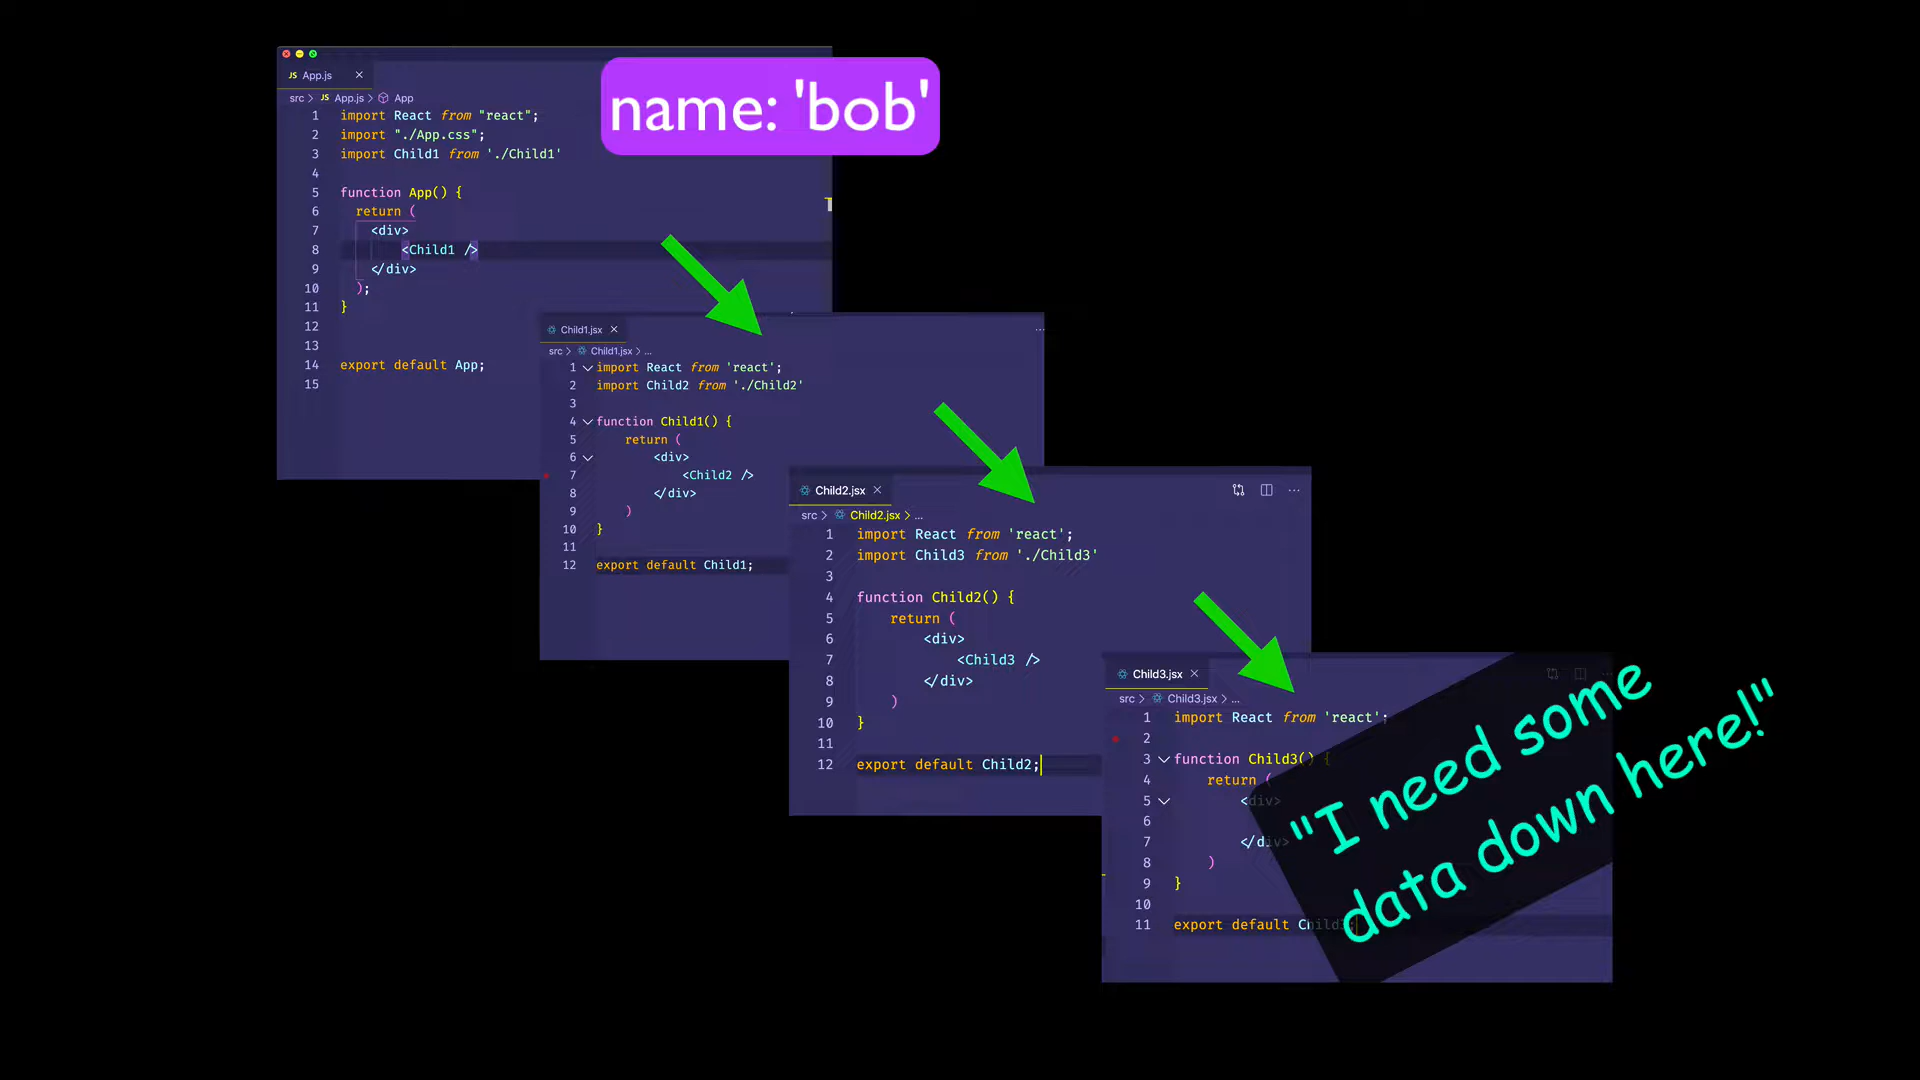 App.js
src > JS App.js > App
name: 'bob'
1 import React from "react";
2 import "./App.css";
3 import Child1 from './Child1'
4
5 function App() {
6 return (
7 <div>
8 <Child1 />
9 </div>
10 );
11 }
12
13
14 export default App;
15
Child1.jsx
src > Child1.jsx > ...
1 import React from 'react';
2 import Child2 from './Child2'
3
4 function Child1() {
5 return (
6 <div>
7 <Child2 />
8 </div>
9 )
10 }
11
12 export default Child1;
Child2.jsx
src > Child2.jsx > ...
1 import React from 'react';
2 import Child3 from './Child3'
3
4 function Child2() {
5 return (
6 <div>
7 <Child3 />
8 </div>
9 )
10 }
11
12 export default Child2;
Child3.jsx
src > Child3.jsx > ...
1 import React from 'react';
2
3 function Child3() {
4 return (
5 <div>
6
7 </div>
8 )
9 }
10
11 export default Child3;
"I need some
data down here!"